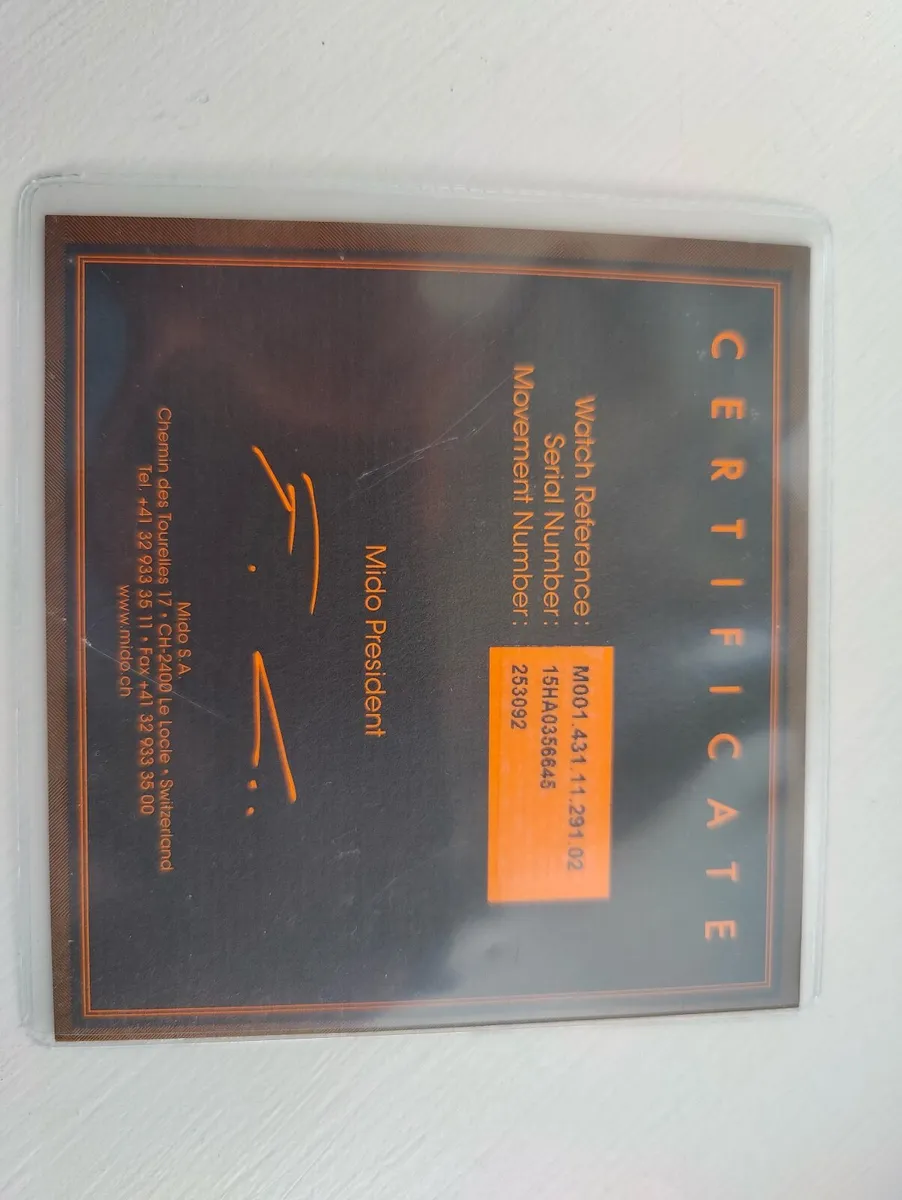 CERTIFICATE
Watch Reference: M001.431.11.291.02
Serial Number: 15HA0356645
Movement Number: 253092
Mido President
Mido S.A.
Chemin des Tourelles 17 • CH-2400 Le Locle • Switzerland
Tel. +41 32 933 35 11 • Fax +41 32 933 35 00
www.mido.ch